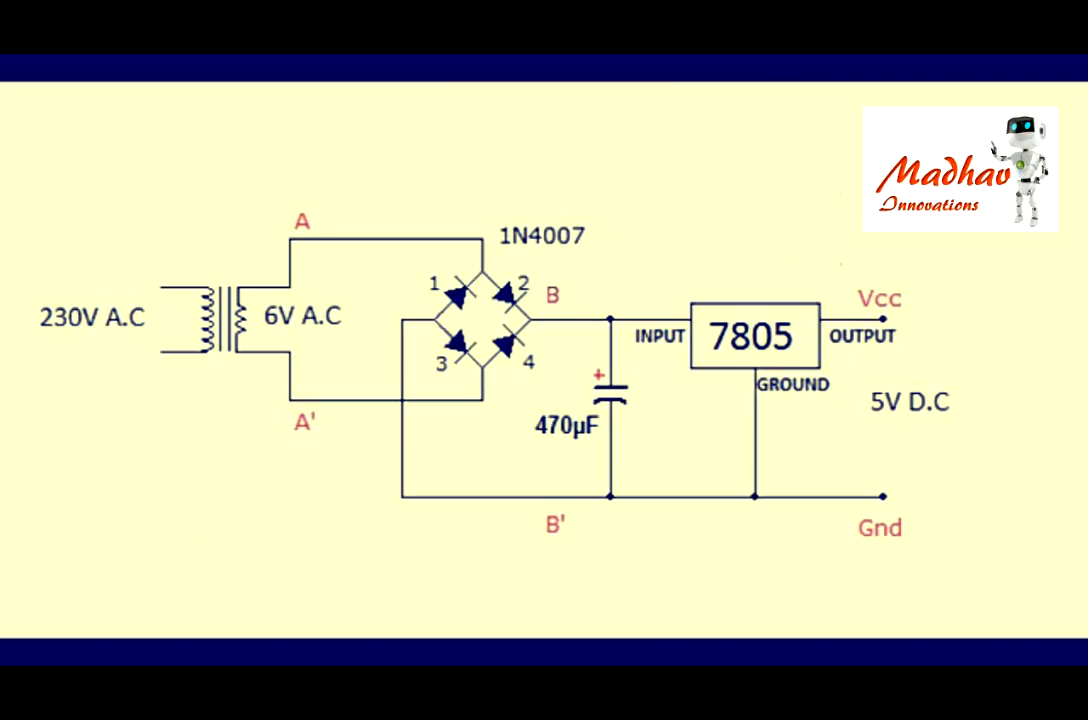 Madhav
Innovations
A
1N4007
1
2
B
Vcc
230V A.C
6V A.C
INPUT
7805
OUTPUT
3
4
+
GROUND
5V D.C
A'
470µF
B'
Gnd